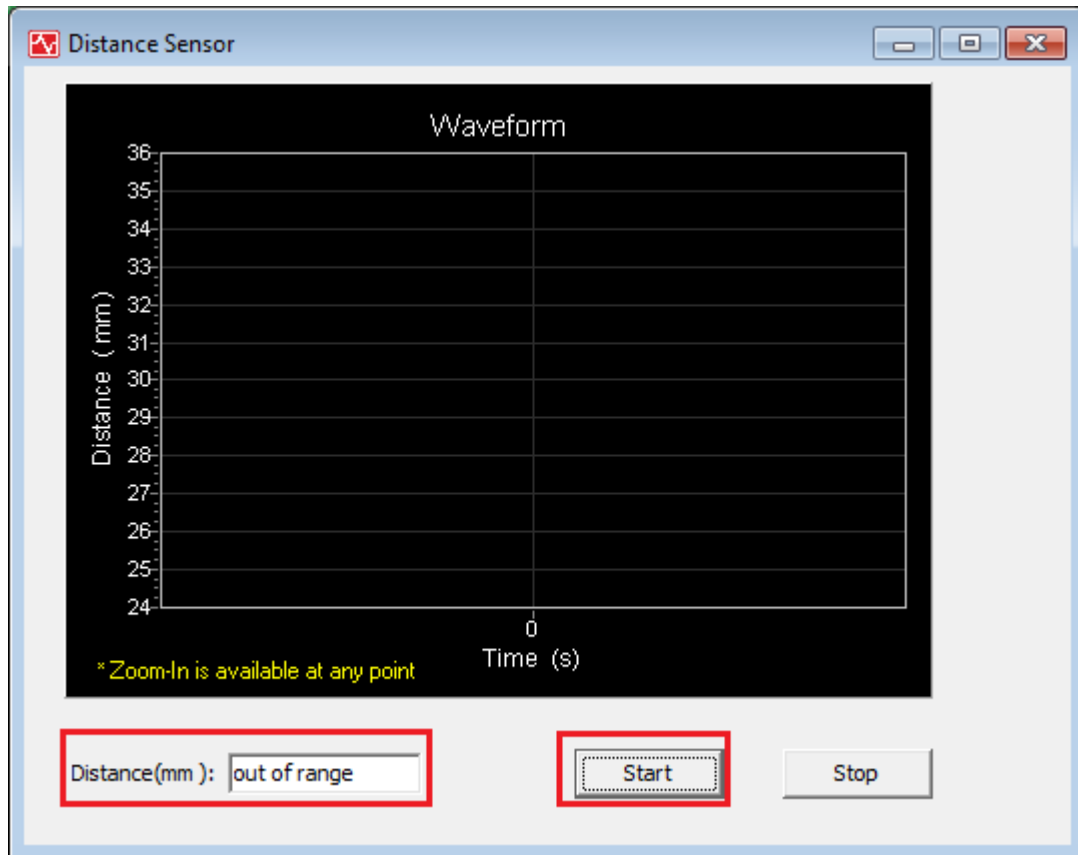 Distance Sensor
Waveform
36
35
34
33
32
31
30
29
28
27
26
25
24
Distance (mm)
0
Time (s)
*Zoom-In is available at any point
Distance(mm ): out of range
Start
Stop